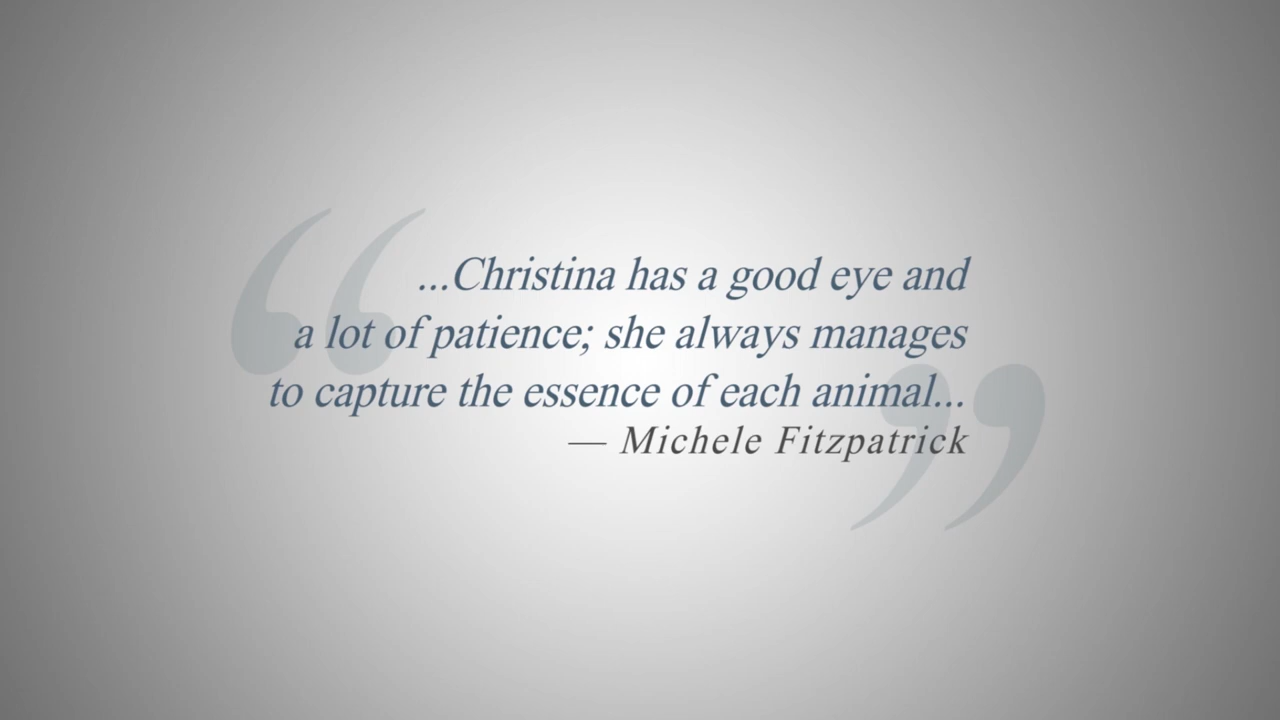 ...Christina has a good eye and
a lot of patience; she always manages
to capture the essence of each animal...
— Michele Fitzpatrick